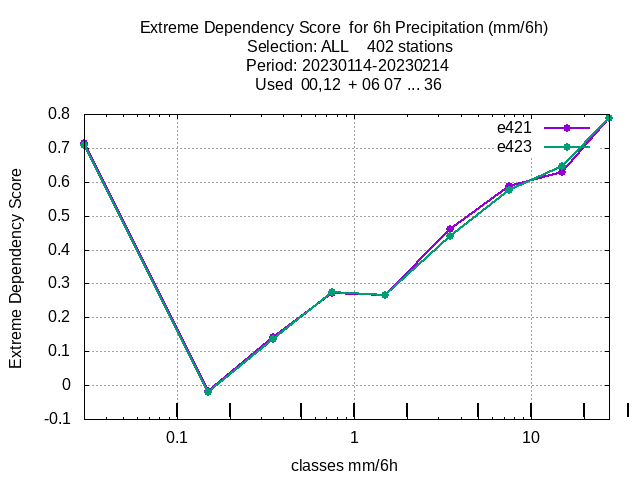 Extreme Dependency Score  for 6h Precipitation (mm/6h)
Selection: ALL    402 stations
Period: 20230114-20230214
Used  00,12  + 06 07 ... 36
e421
e423
0.8
0.7
0.6
0.5
0.4
0.3
0.2
0.1
0
-0.1
Extreme Dependency Score
0.1 1 10
classes mm/6h